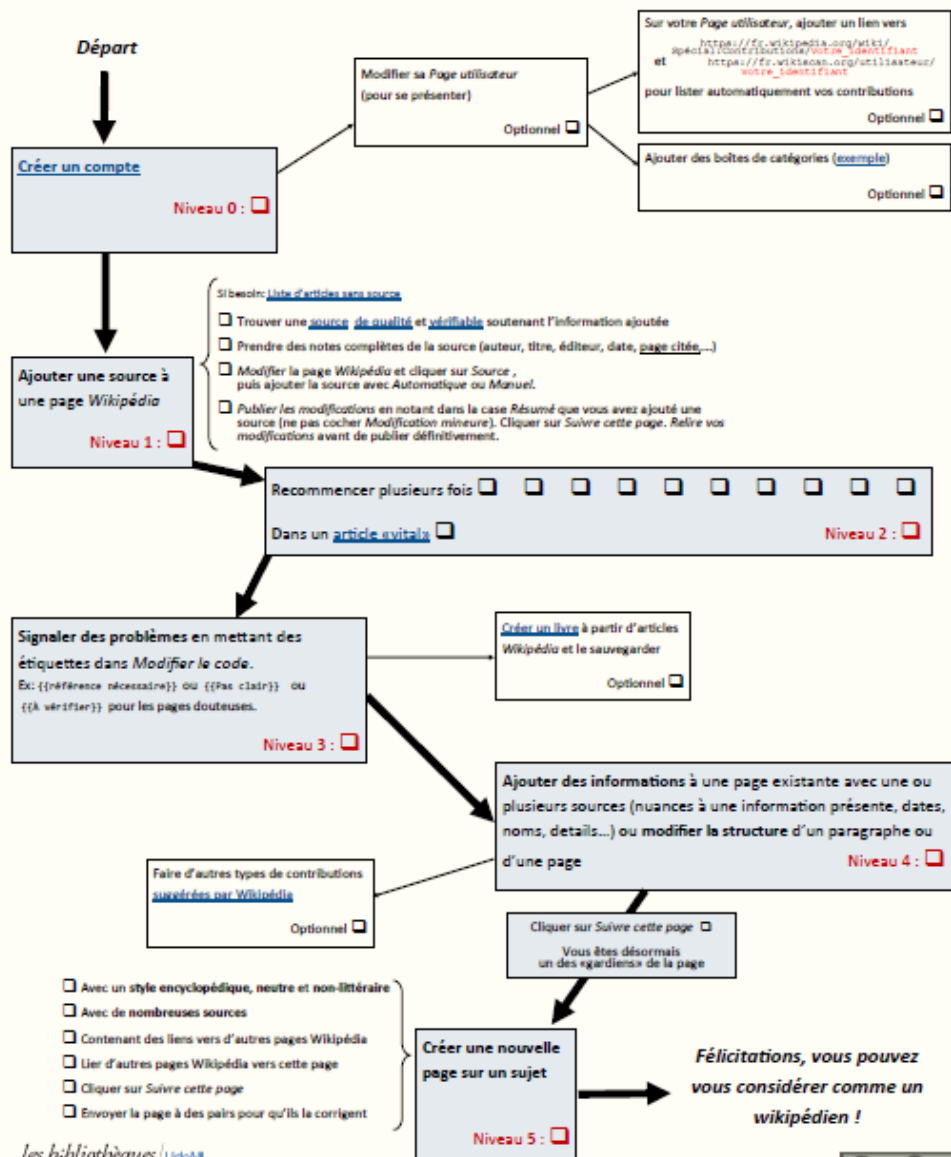 Départ
Créer un compte
Niveau 0 : ❑
Modifier sa Page utilisateur
(pour se présenter)
Optionnel ❑
Sur votre Page utilisateur, ajouter un lien vers
https://fr.wikipedia.org/wiki/
Spécial:Contributions/votre_identifiant
et https://fr.wikiscan.org/utilisateur/
votre_identifiant
pour lister automatiquement vos contributions
Optionnel ❑
Ajouter des boîtes de catégories (exemple)
Optionnel ❑
Ajouter une source à
une page Wikipédia
Niveau 1 : ❑
Si besoin: Liste d'articles sans source
❑ Trouver une source de qualité et vérifiable soutenant l'information ajoutée
❑ Prendre des notes complètes de la source (auteur, titre, éditeur, date, page citée,...)
❑ Modifier la page Wikipédia et cliquer sur Source ,
puis ajouter la source avec Automatique ou Manuel.
❑ Publier les modifications en notant dans la case Résumé que vous avez ajouté une
source (ne pas cocher Modification mineure). Cliquer sur Suivre cette page. Relire vos
modifications avant de publier définitivement.
Recommencer plusieurs fois ❑ ❑ ❑ ❑ ❑ ❑ ❑ ❑ ❑ ❑
Dans un article «vital» ❑
Niveau 2 : ❑
Signaler des problèmes en mettant des
étiquettes dans Modifier le code.
Ex: {{référence nécessaire}} ou {{Pas clair}} ou
{{À vérifier}} pour les pages douteuses.
Niveau 3 : ❑
Créer un livre à partir d'articles
Wikipédia et le sauvegarder
Optionnel ❑
Ajouter des informations à une page existante avec une ou
plusieurs sources (nuances à une information présente, dates,
noms, details...) ou modifier la structure d'un paragraphe ou
d'une page
Niveau 4 : ❑
Faire d'autres types de contributions
suggérées par Wikipédia
Optionnel ❑
Cliquer sur Suivre cette page ❑
Vous êtes désormais
un des «gardiens» de la page
❑ Avec un style encyclopédique, neutre et non-littéraire
❑ Avec de nombreuses sources
❑ Contenant des liens vers d'autres pages Wikipédia
❑ Lier d'autres pages Wikipédia vers cette page
❑ Cliquer sur Suivre cette page
❑ Envoyer la page à des pairs pour qu'ils la corrigent
Créer une nouvelle
page sur un sujet
Niveau 5 : ❑
Félicitations, vous pouvez
vous considérer comme un
wikipédien !
les bibliothèques